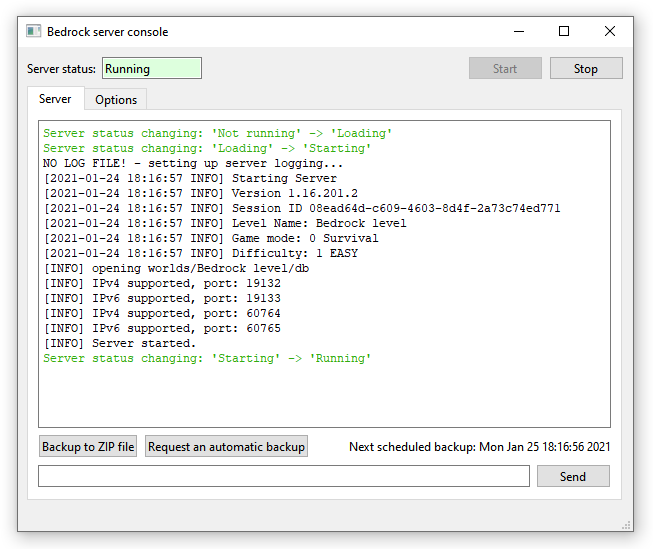 Bedrock server console
Server status: Running Start Stop
Server Options
Server status changing: 'Not running' -> 'Loading'
Server status changing: 'Loading' -> 'Starting'
NO LOG FILE! - setting up server logging...
[2021-01-24 18:16:57 INFO] Starting Server
[2021-01-24 18:16:57 INFO] Version 1.16.201.2
[2021-01-24 18:16:57 INFO] Session ID 08ead64d-c609-4603-8d4f-2a73c74ed771
[2021-01-24 18:16:57 INFO] Level Name: Bedrock level
[2021-01-24 18:16:57 INFO] Game mode: 0 Survival
[2021-01-24 18:16:57 INFO] Difficulty: 1 EASY
[INFO] opening worlds/Bedrock level/db
[INFO] IPv4 supported, port: 19132
[INFO] IPv6 supported, port: 19133
[INFO] IPv4 supported, port: 60764
[INFO] IPv6 supported, port: 60765
[INFO] Server started.
Server status changing: 'Starting' -> 'Running'
Backup to ZIP file Request an automatic backup Next scheduled backup: Mon Jan 25 18:16:56 2021
Send